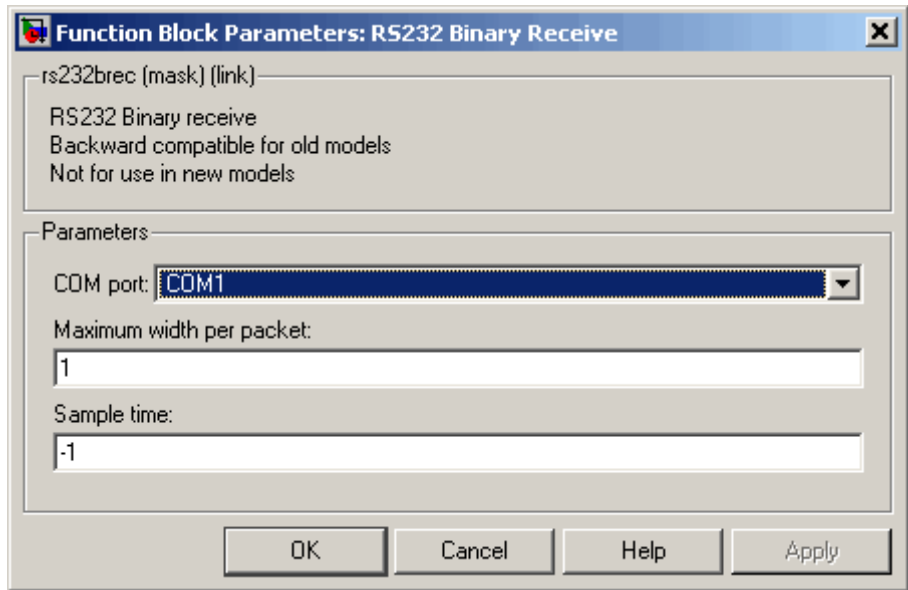 Function Block Parameters: RS232 Binary Receive
rs232brec (mask) (link)
RS232 Binary receive
Backward compatible for old models
Not for use in new models
Parameters
COM port: COM1
Maximum width per packet:
1
Sample time:
-1
OK Cancel Help Apply